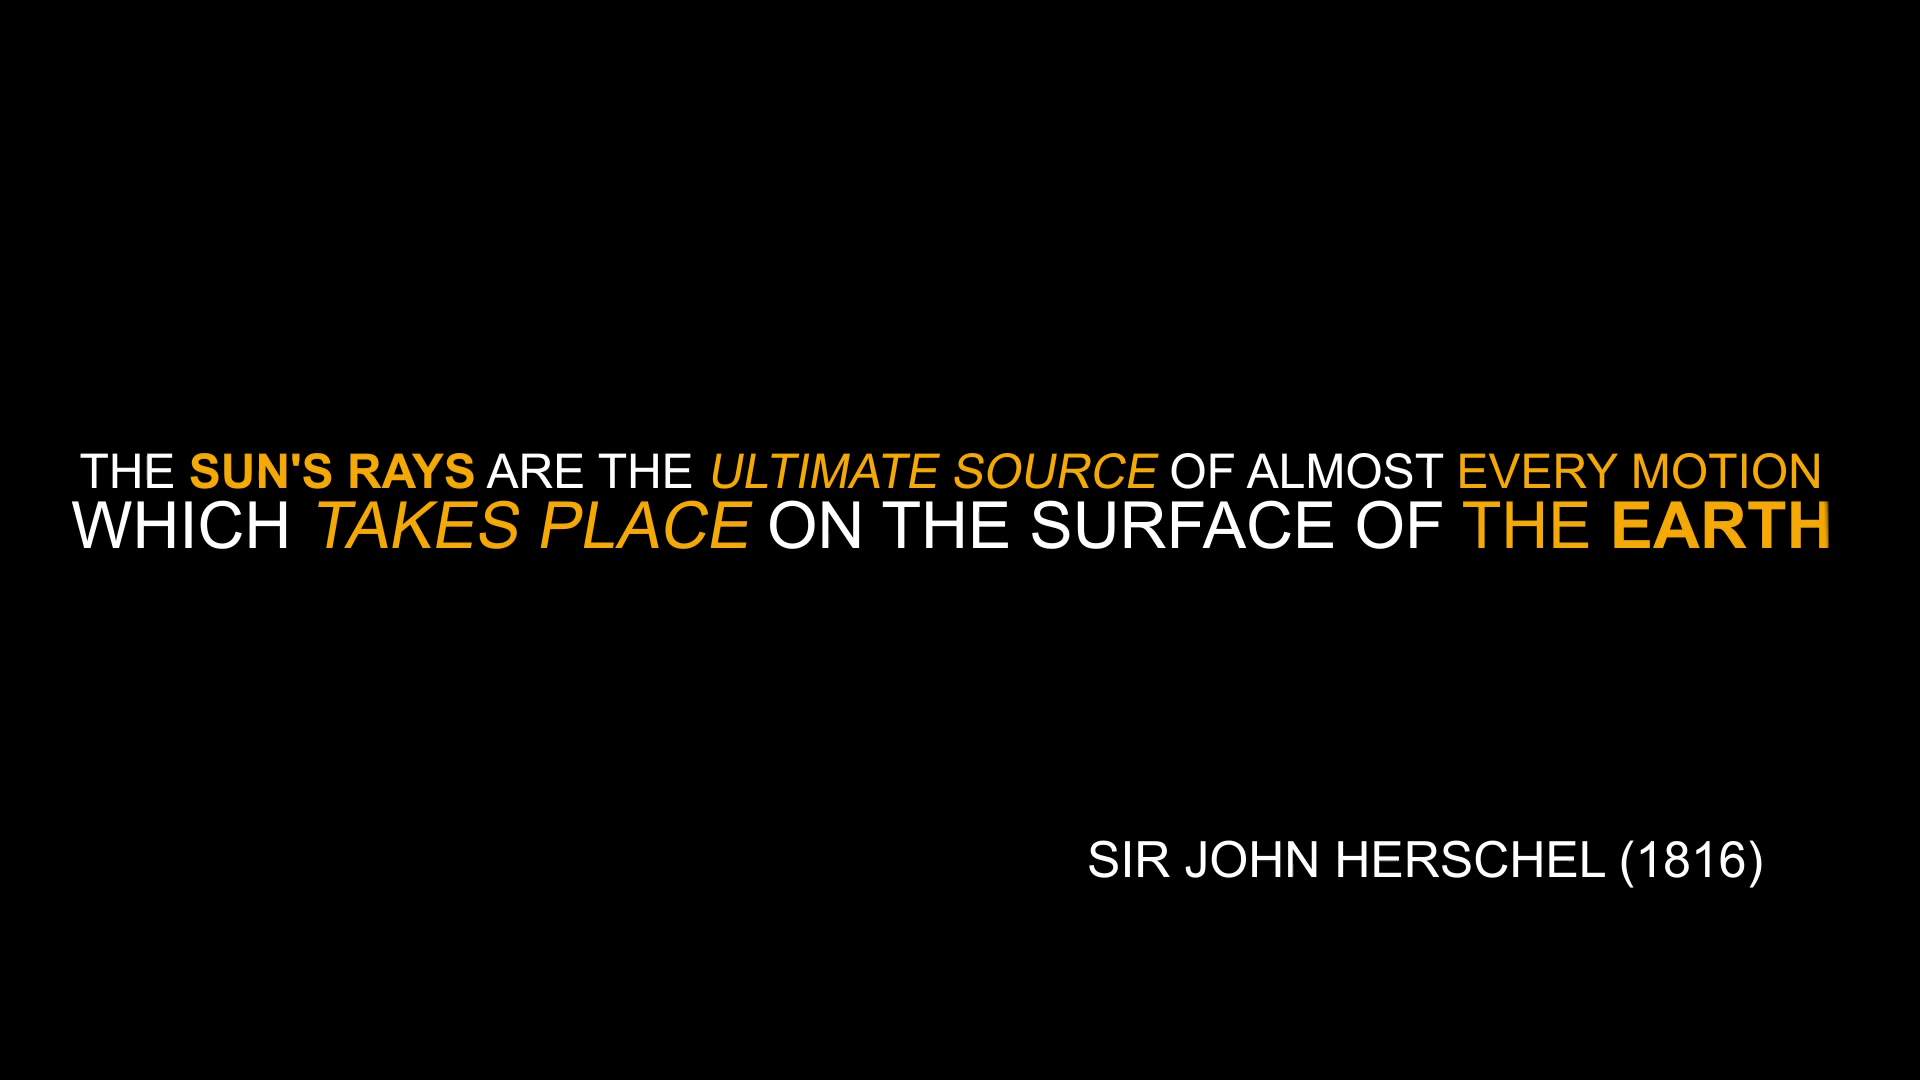 THE SUN'S RAYS ARE THE ULTIMATE SOURCE OF ALMOST EVERY MOTION
WHICH TAKES PLACE ON THE SURFACE OF THE EARTH
SIR JOHN HERSCHEL (1816)